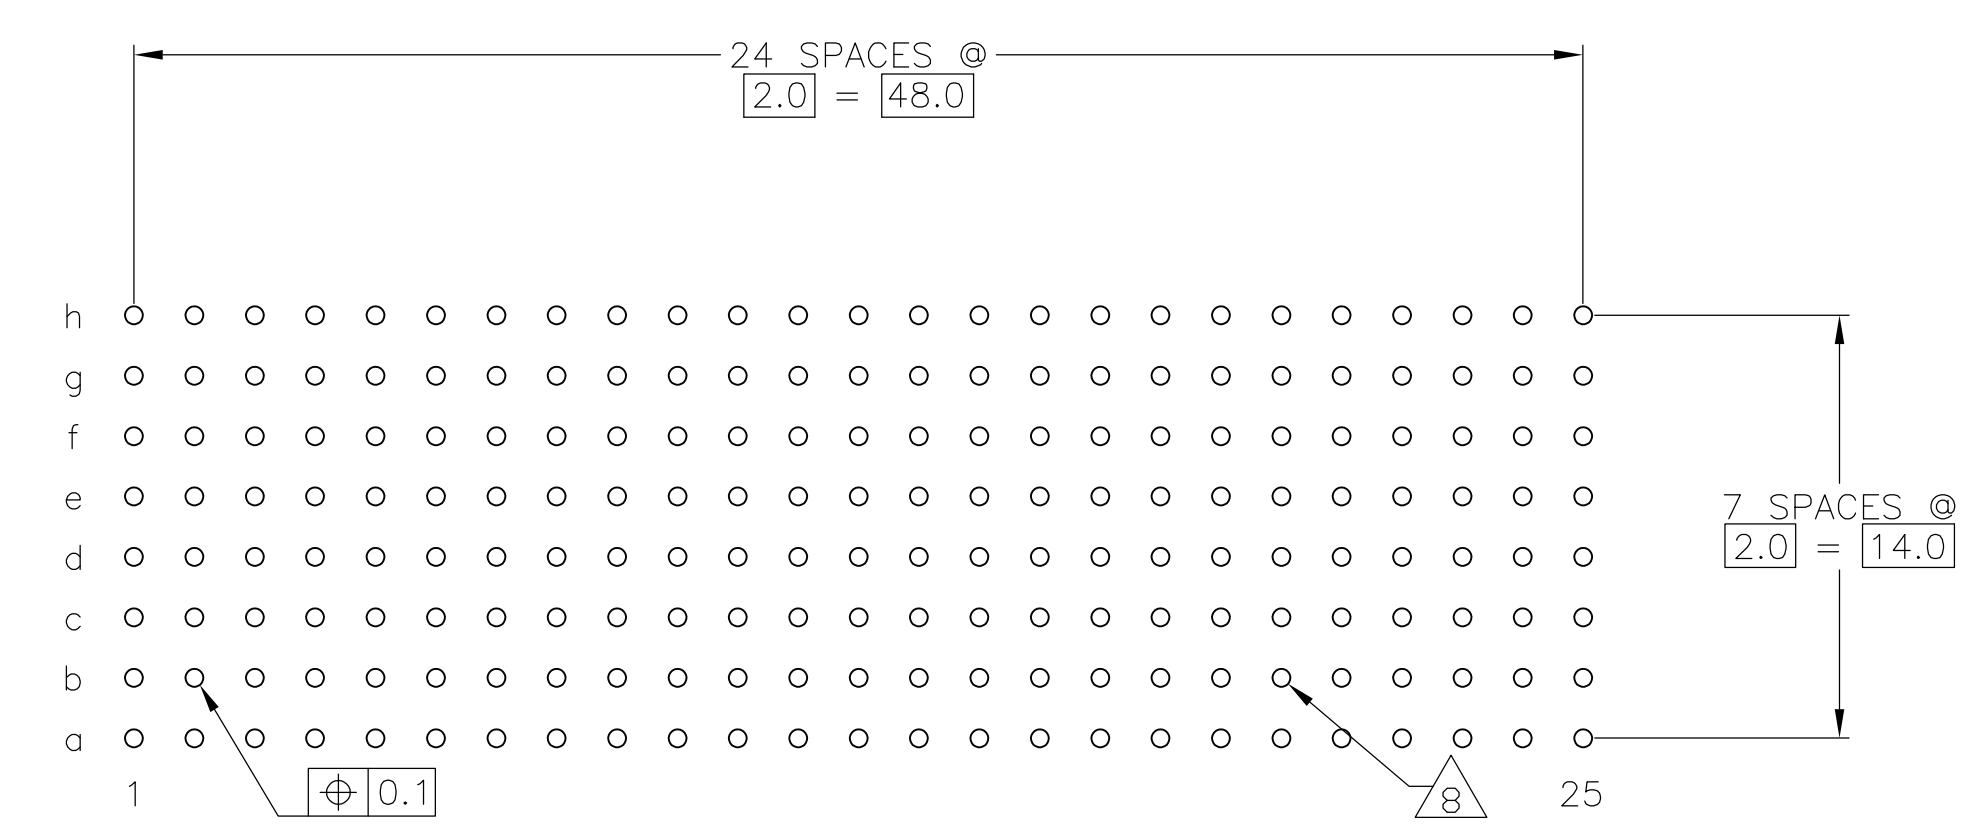 24 SPACES @
2.0 = 48.0
h
g
f
e
7 SPACES @
d
2.0 = 14.0
c
b
a
1
⌖ 0.1
8
25